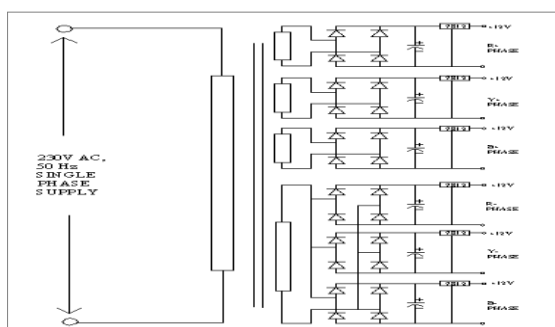 7812
+12V
R+
PHASE
7812
+12V
Y+
PHASE
7812
+12V
B+
PHASE
230V AC,
50 Hz
SINGLE
PHASE
SUPPLY
7812
+12V
R-
PHASE
7812
+12V
Y-
PHASE
7812
+12V
B-
PHASE